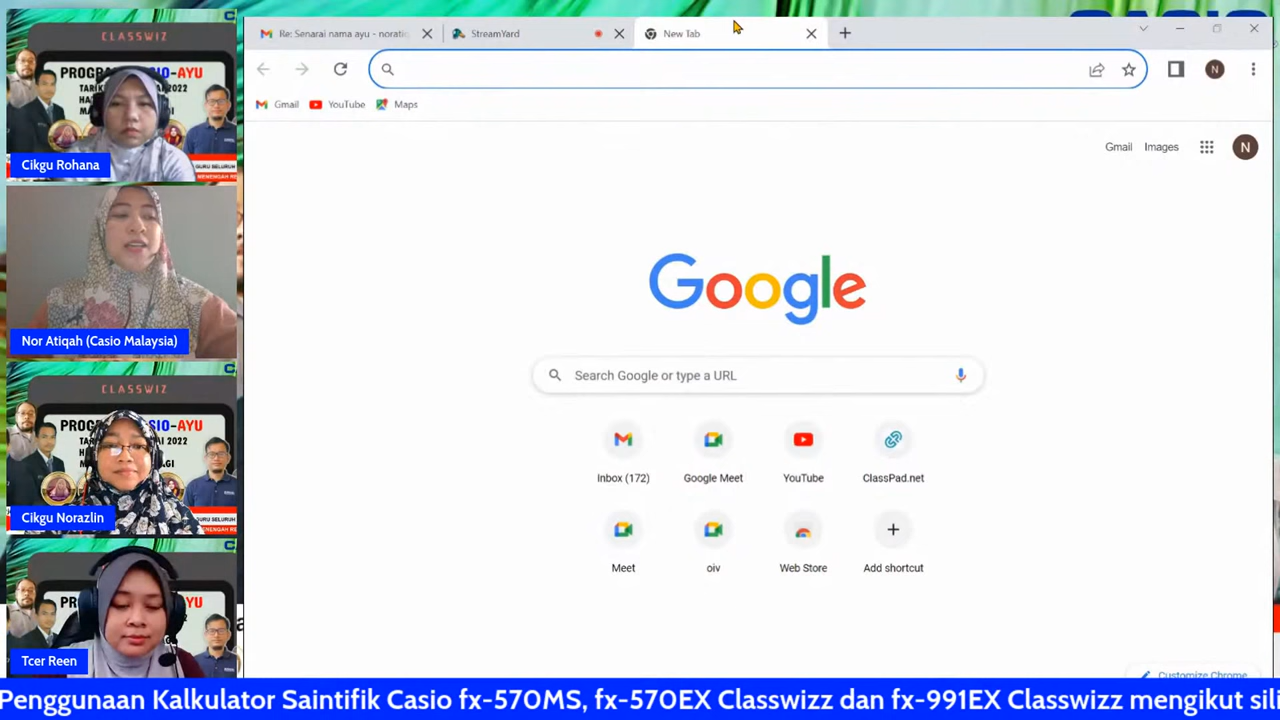 CLASSWIZ
Cikgu Rohana
Nor Atiqah (Casio Malaysia)
CLASSWIZ
Cikgu Norazlin
Tcer Reen
Re: Senarai nama ayu - noratiq
StreamYard
New Tab
Gmail
YouTube
Maps
N
Gmail
Images
N
Google
Search Google or type a URL
Inbox (172)
Google Meet
YouTube
ClassPad.net
Meet
oiv
Web Store
Add shortcut
Customize Chrome
Penggunaan Kalkulator Saintifik Casio fx-570MS, fx-570EX Classwizz dan fx-991EX Classwizz mengikut sili